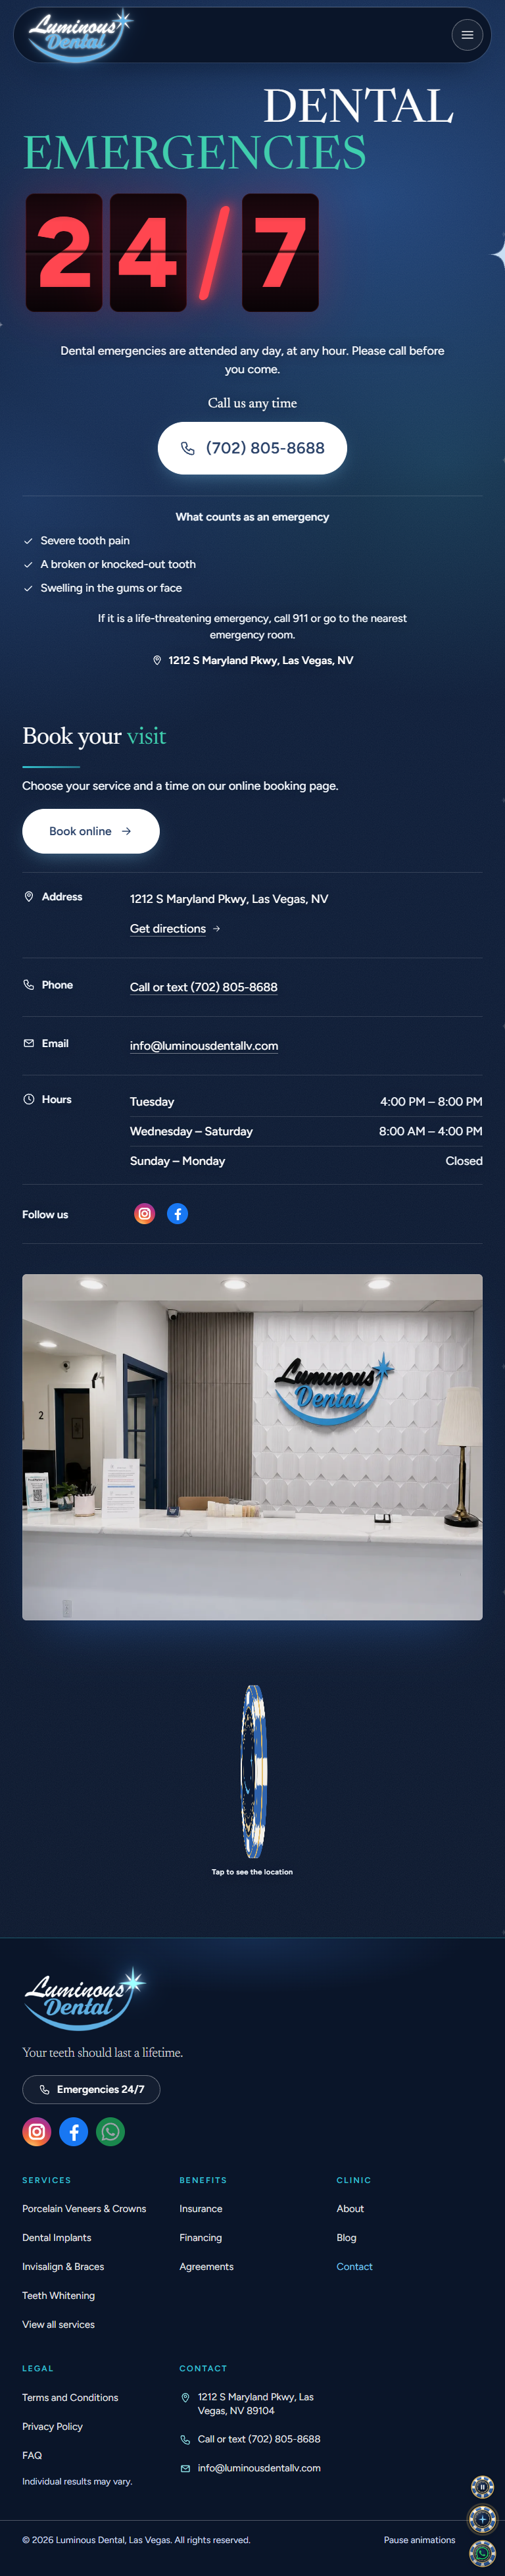 Luminous
Dental
DENTAL
EMERGENCIES
24/7
Dental emergencies are attended any day, at any hour. Please call before
you come.
Call us any time
(702) 805-8688
What counts as an emergency
Severe tooth pain
A broken or knocked-out tooth
Swelling in the gums or face
If it is a life-threatening emergency, call 911 or go to the nearest
emergency room.
1212 S Maryland Pkwy, Las Vegas, NV
Book your visit
Choose your service and a time on our online booking page.
Book online
Address
1212 S Maryland Pkwy, Las Vegas, NV
Get directions
Phone
Call or text (702) 805-8688
Email
info@luminousdentallv.com
Hours
Tuesday 4:00 PM – 8:00 PM
Wednesday – Saturday 8:00 AM – 4:00 PM
Sunday – Monday Closed
Follow us
Luminous
Dental
2
Tap to see the location
Luminous
Dental
Your teeth should last a lifetime.
Emergencies 24/7
SERVICES
Porcelain Veneers & Crowns
Dental Implants
Invisalign & Braces
Teeth Whitening
View all services
BENEFITS
Insurance
Financing
Agreements
CLINIC
About
Blog
Contact
LEGAL
Terms and Conditions
Privacy Policy
FAQ
Individual results may vary.
CONTACT
1212 S Maryland Pkwy, Las
Vegas, NV 89104
Call or text (702) 805-8688
info@luminousdentallv.com
© 2026 Luminous Dental, Las Vegas. All rights reserved.
Pause animations